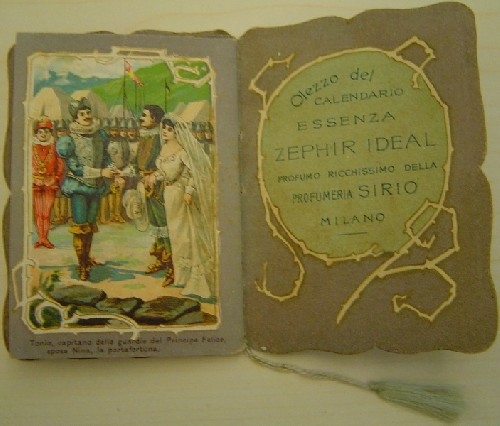 Tonio, capitano delle guardie del Principe Felice,
sposa Nina, la portafortuna.
Olezzo del
CALENDARIO
ESSENZA
ZEPHIR IDEAL
PROFUMO RICCHISSIMO DELLA
PROFUMERIA SIRIO
MILANO